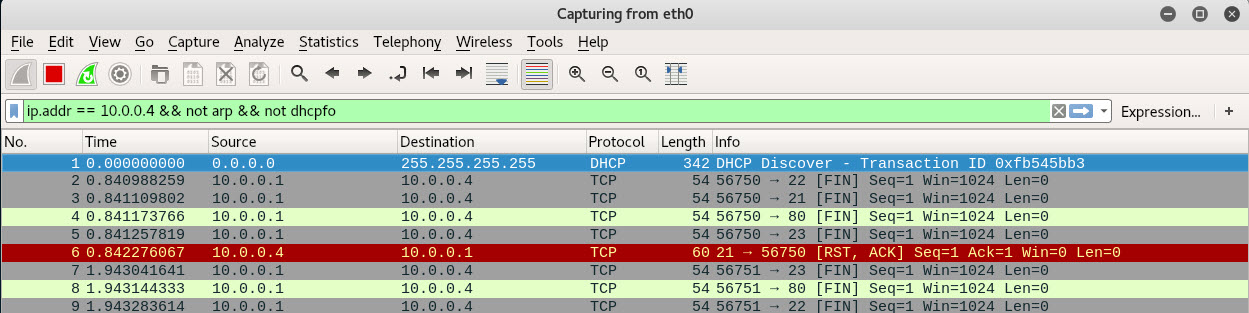 Capturing from eth0
File Edit View Go Capture Analyze Statistics Telephony Wireless Tools Help
ip.addr == 10.0.0.4 && not arp && not dhcpfo Expression... +
No. Time Source Destination Protocol Length Info
1 0.000000000 0.0.0.0 255.255.255.255 DHCP 342 DHCP Discover - Transaction ID 0xfb545bb3
2 0.840988259 10.0.0.1 10.0.0.4 TCP 54 56750 → 22 [FIN] Seq=1 Win=1024 Len=0
3 0.841109802 10.0.0.1 10.0.0.4 TCP 54 56750 → 21 [FIN] Seq=1 Win=1024 Len=0
4 0.841173766 10.0.0.1 10.0.0.4 TCP 54 56750 → 80 [FIN] Seq=1 Win=1024 Len=0
5 0.841257819 10.0.0.1 10.0.0.4 TCP 54 56750 → 23 [FIN] Seq=1 Win=1024 Len=0
6 0.842276067 10.0.0.4 10.0.0.1 TCP 60 21 → 56750 [RST, ACK] Seq=1 Ack=1 Win=0 Len=0
7 1.943041641 10.0.0.1 10.0.0.4 TCP 54 56751 → 23 [FIN] Seq=1 Win=1024 Len=0
8 1.943144333 10.0.0.1 10.0.0.4 TCP 54 56751 → 80 [FIN] Seq=1 Win=1024 Len=0
9 1.943283614 10.0.0.1 10.0.0.4 TCP 54 56751 → 22 [FIN] Seq=1 Win=1024 Len=0